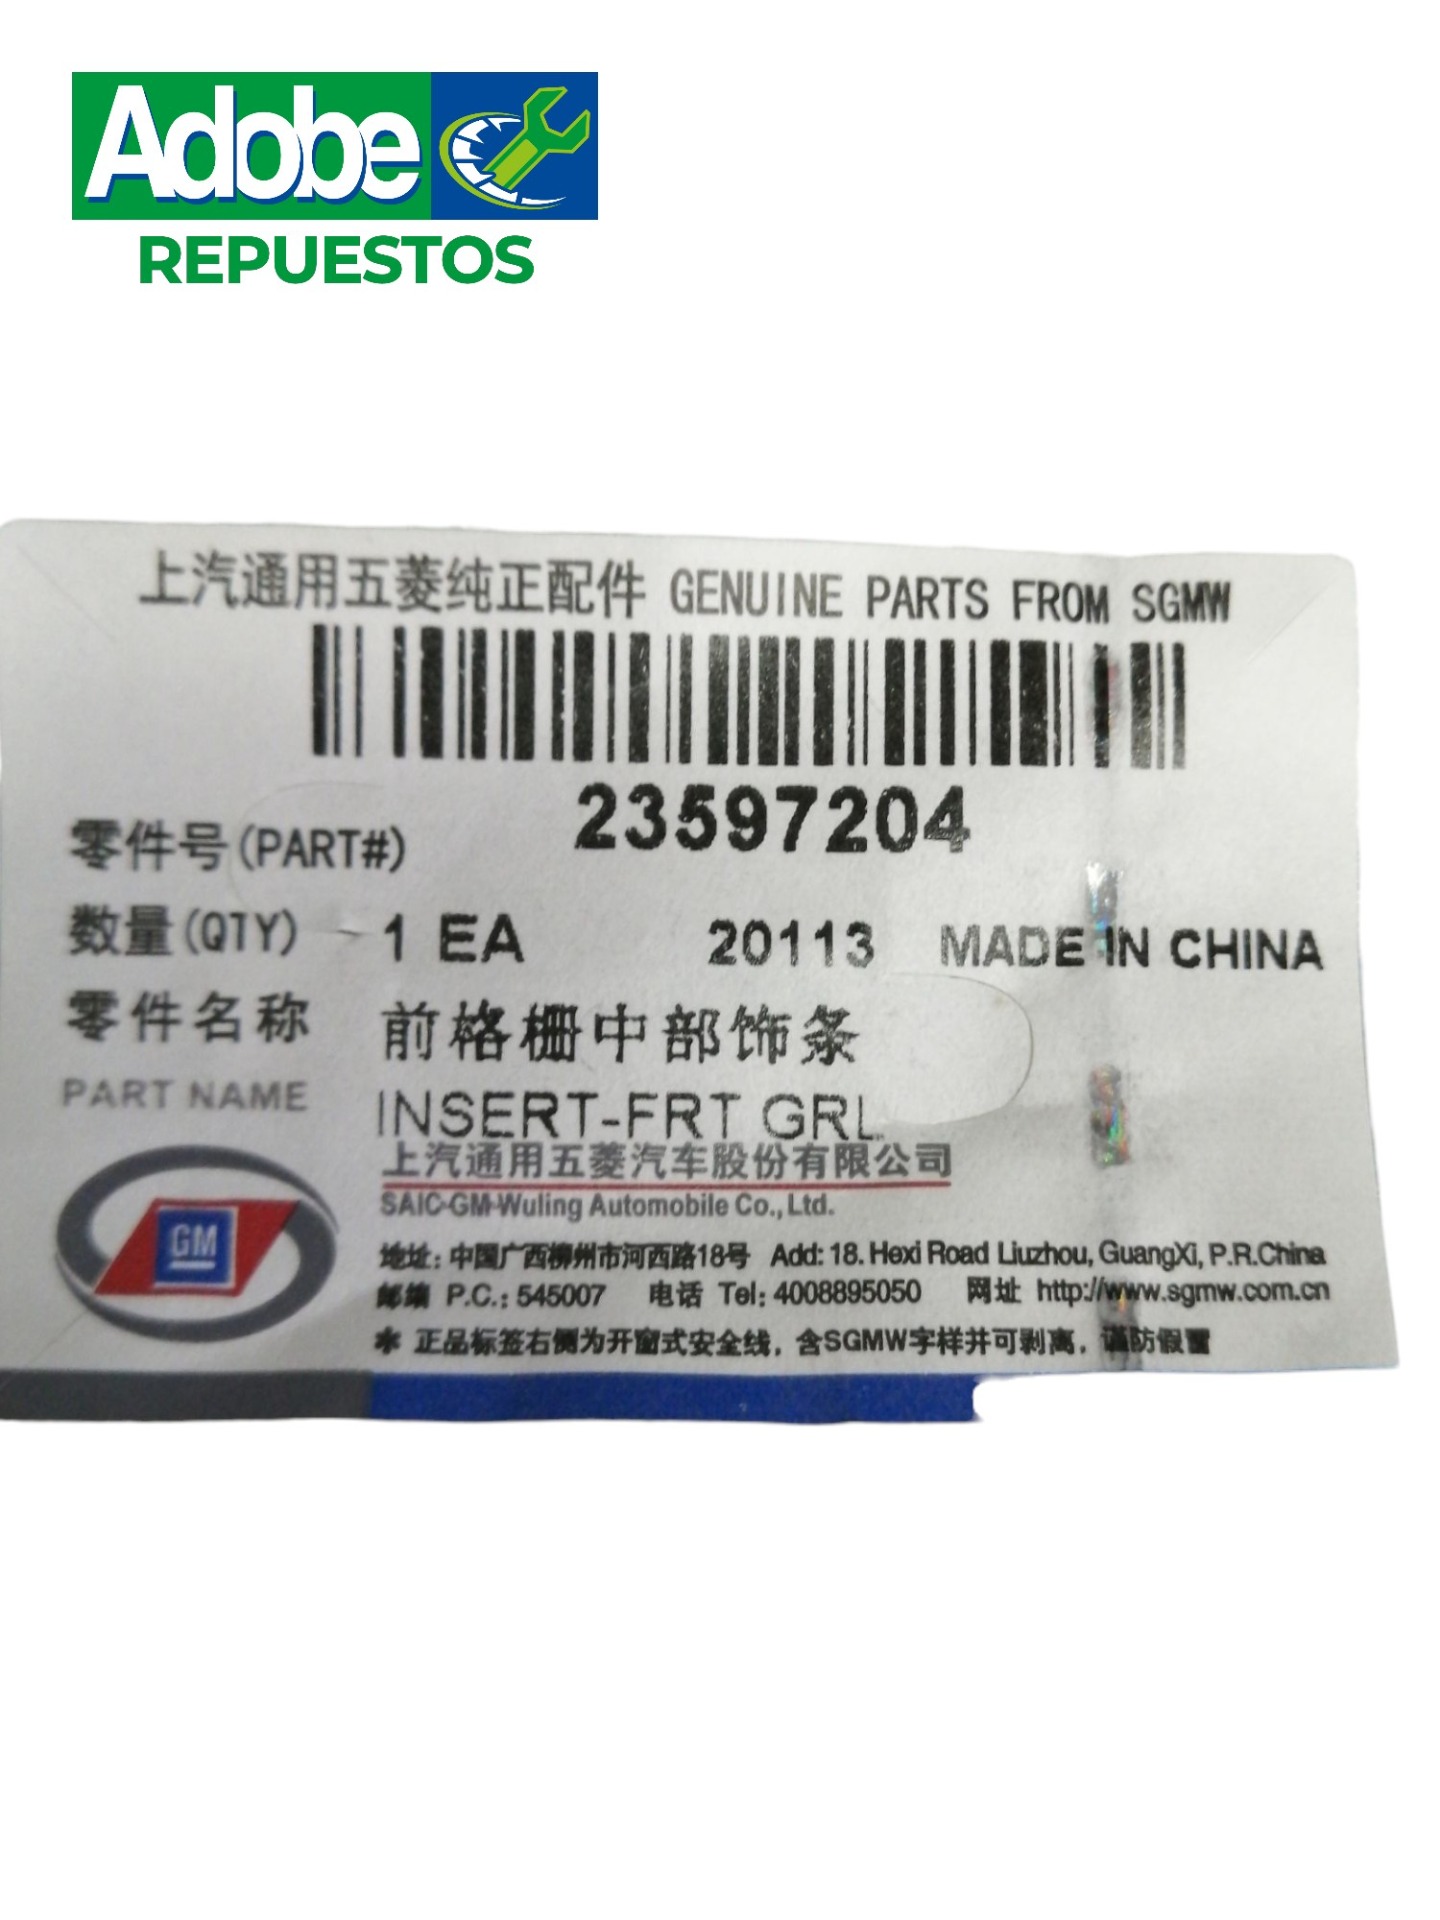 Adobe
REPUESTOS
上汽通用五菱纯正配件 GENUINE PARTS FROM SGMW
23597204
零件号(PART#)
数量(QTY) 1 EA 20113 MADE IN CHINA
零件名称 前格栅中部饰条
PART NAME INSERT-FRT GRL
上汽通用五菱汽车股份有限公司
SAIC-GM-Wuling Automobile Co., Ltd.
GM
地址: 中国广西柳州市河西路18号 Add: 18. Hexi Road Liuzhou, GuangXi, P.R.China
邮编 P.C.: 545007 电话 Tel: 4008895050 网址 http://www.sgmw.com.cn
* 正品标签右侧为开窗式安全线, 含SGMW字样并可剥离, 谨防假冒